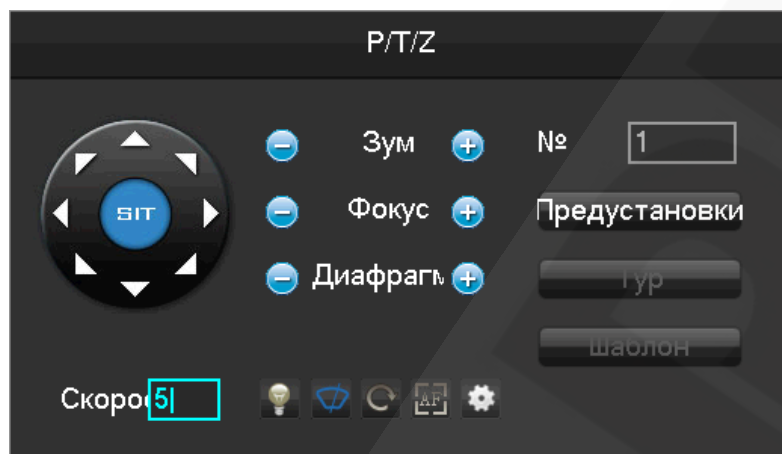 P/T/Z
Зум
№ 1
SIT
Фокус
Предустановки
Диафрагм
Тур
Шаблон
Скорос 5
AF